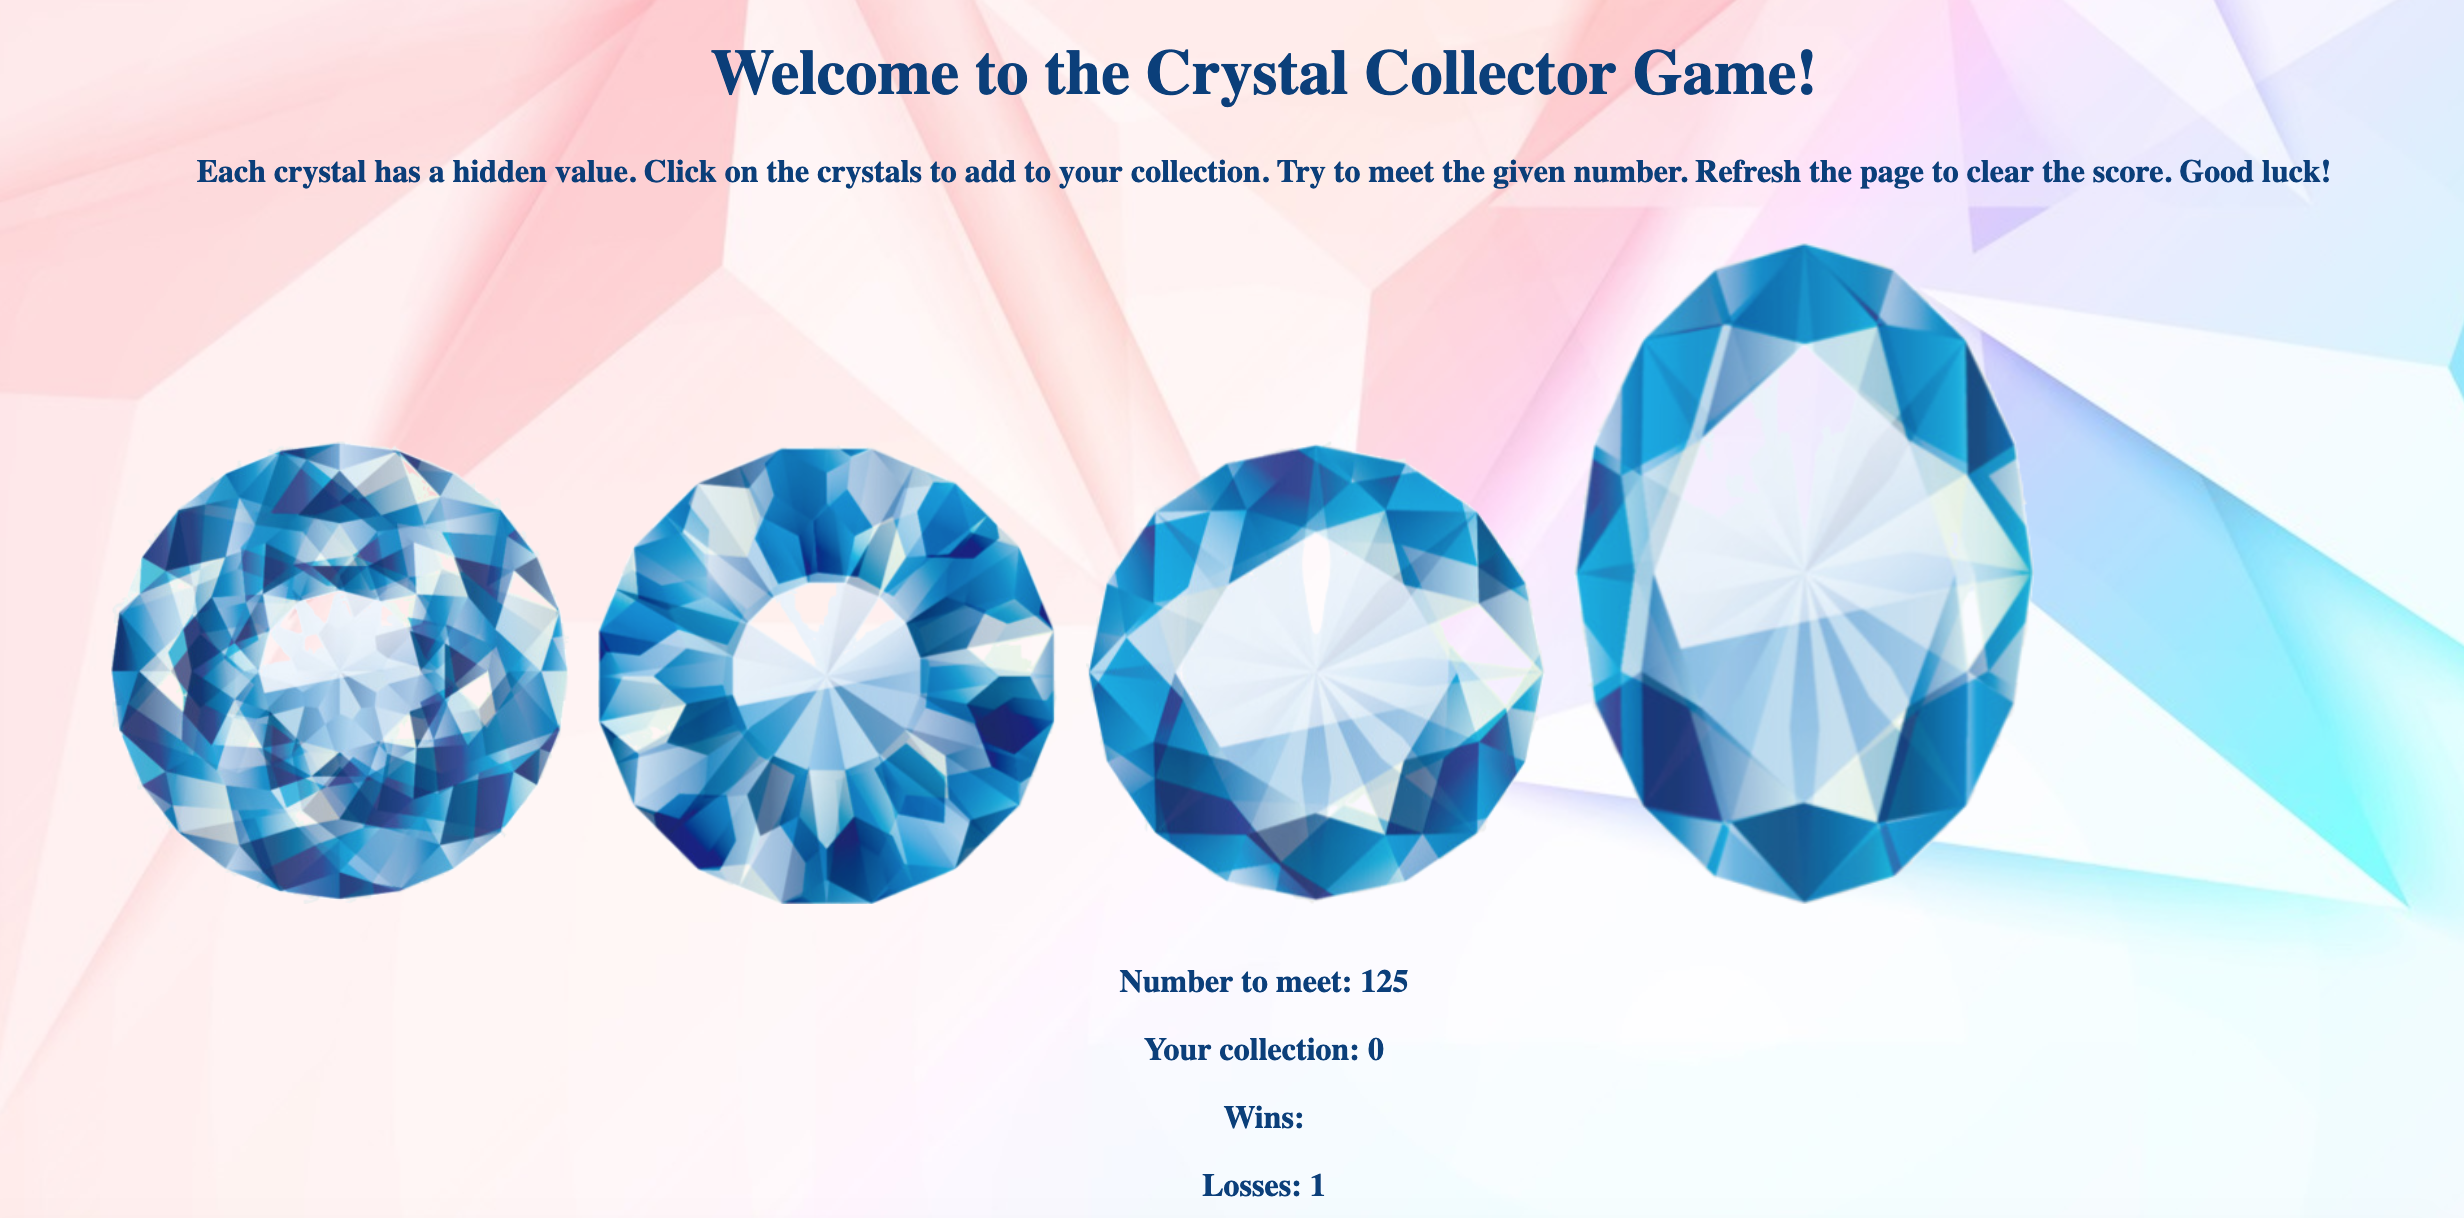 Welcome to the Crystal Collector Game!
Each crystal has a hidden value. Click on the crystals to add to your collection. Try to meet the given number. Refresh the page to clear the score. Good luck!
Number to meet: 125
Your collection: 0
Wins:
Losses: 1